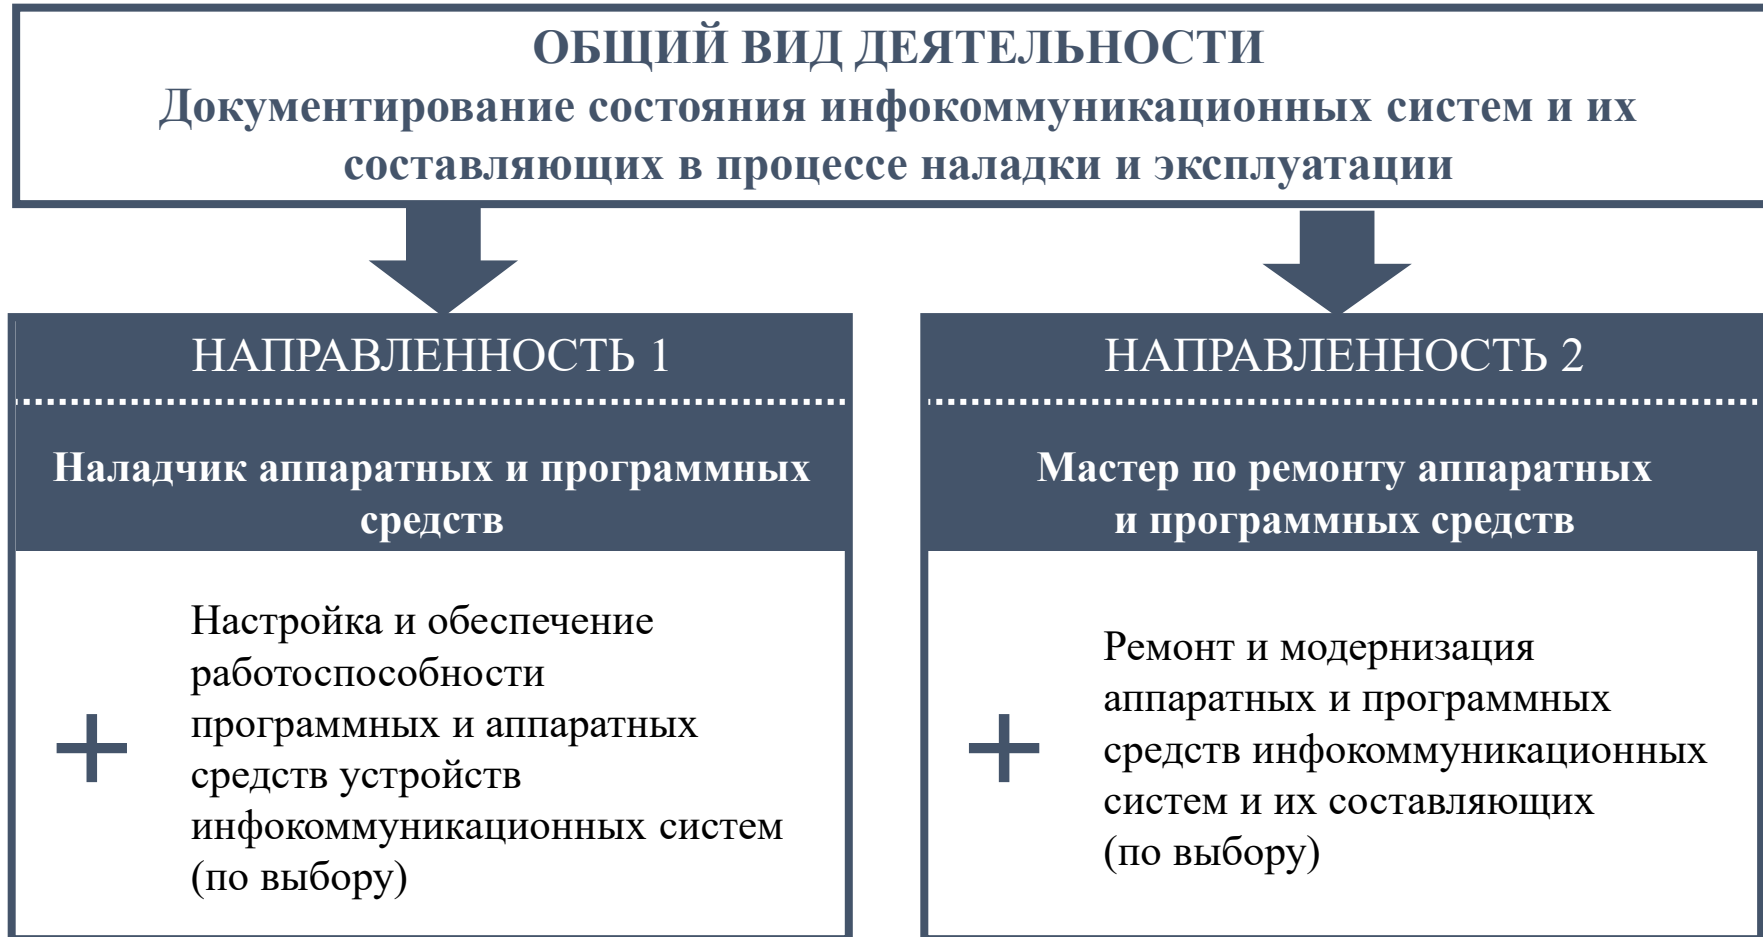 ОБЩИЙ ВИД ДЕЯТЕЛЬНОСТИ
Документирование состояния инфокоммуникационных систем и их
составляющих в процессе наладки и эксплуатации
НАПРАВЛЕННОСТЬ 1
Наладчик аппаратных и программных
средств
Настройка и обеспечение
работоспособности
программных и аппаратных
средств устройств
инфокоммуникационных систем
(по выбору)
НАПРАВЛЕННОСТЬ 2
Мастер по ремонту аппаратных
и программных средств
Ремонт и модернизация
аппаратных и программных
средств инфокоммуникационных
систем и их составляющих
(по выбору)